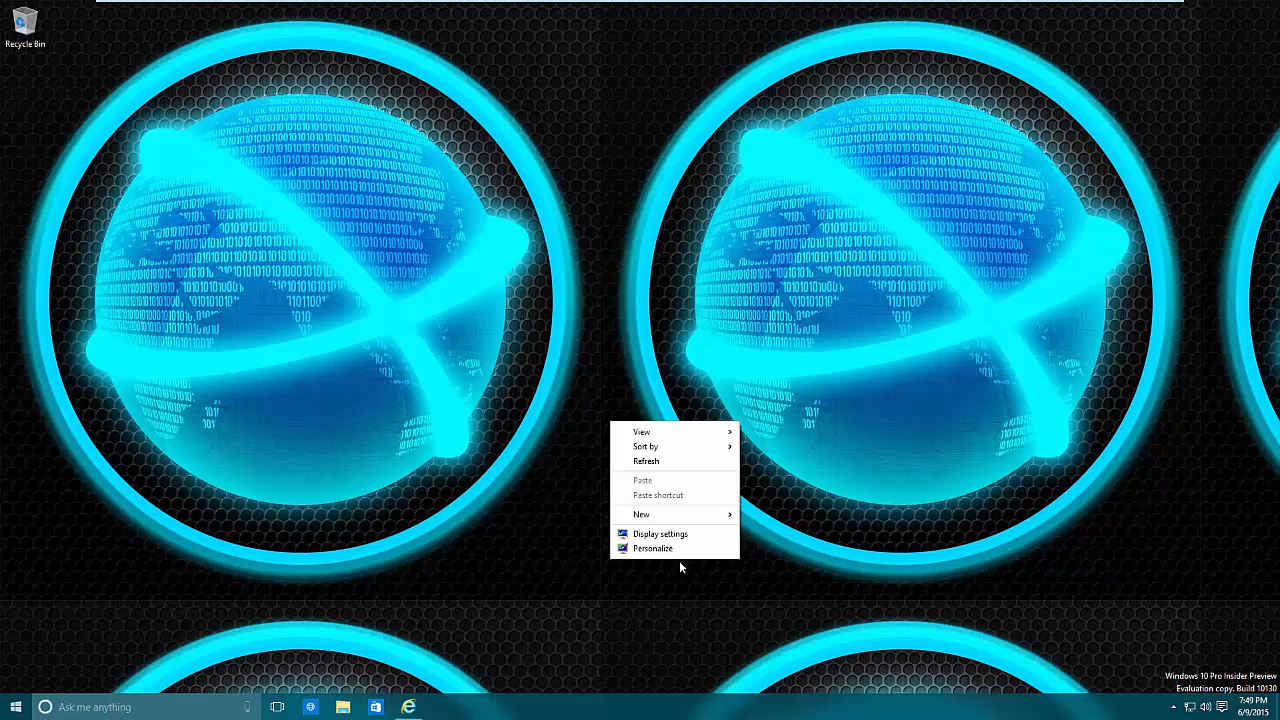 Recycle Bin
View
Sort by
Refresh
Paste
Paste shortcut
New
Display settings
Personalize
Windows 10 Pro Insider Preview
Evaluation copy. Build 10130
Ask me anything
7:49 PM
6/9/2015